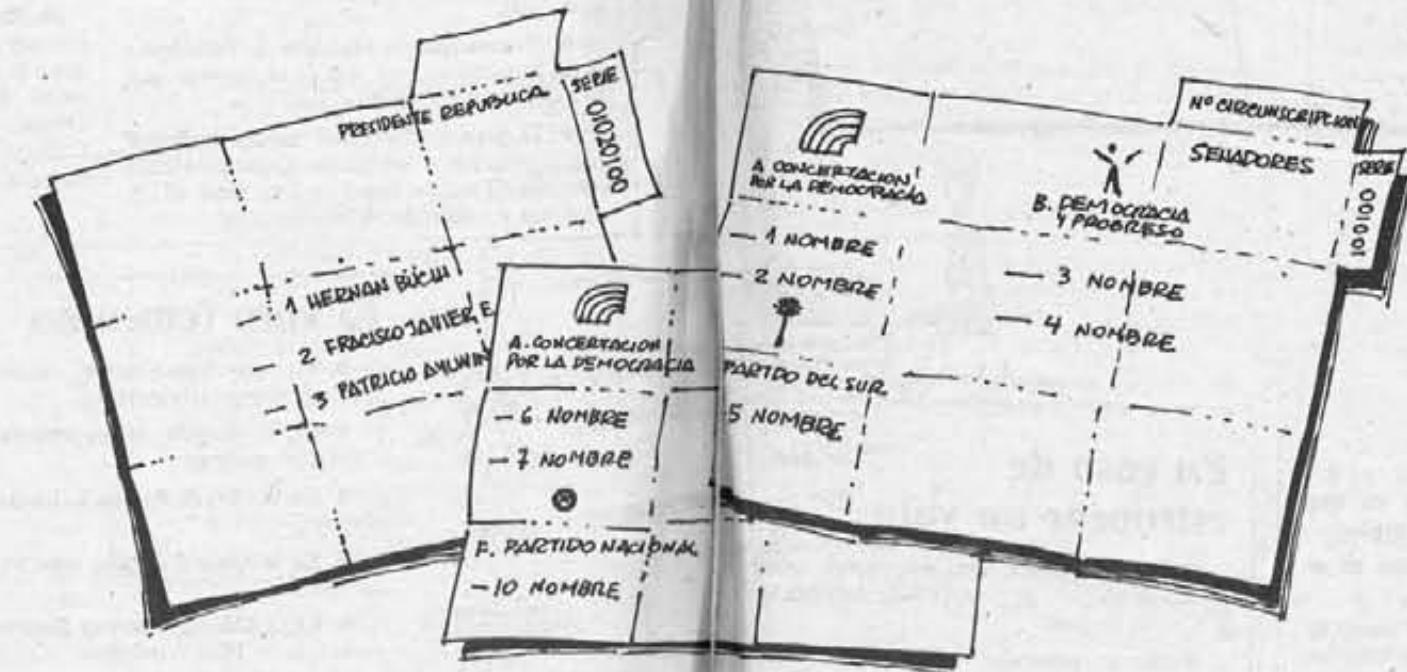 PRESIDENTE REPUBLICA
SERIE
01020100
1 HERNAN BÜCHI
2 FRACISCO JAVIER E
3 PATRICIO AYLWIN
A. CONCERTACION
POR LA DEMOCRACIA
- 6 NOMBRE
- 7 NOMBRE
F. PARTIDO NACIONAL
- 10 NOMBRE
A CONCERTACION
POR LA DEMOCRACIA
- 1 NOMBRE
- 2 NOMBRE
PARTIDO DEL SUR
5 NOMBRE
B. DEMOCRACIA
Y PROGRESO
- 3 NOMBRE
- 4 NOMBRE
Nº CIRCUNSCRIPCION
SENADORES
SERIE